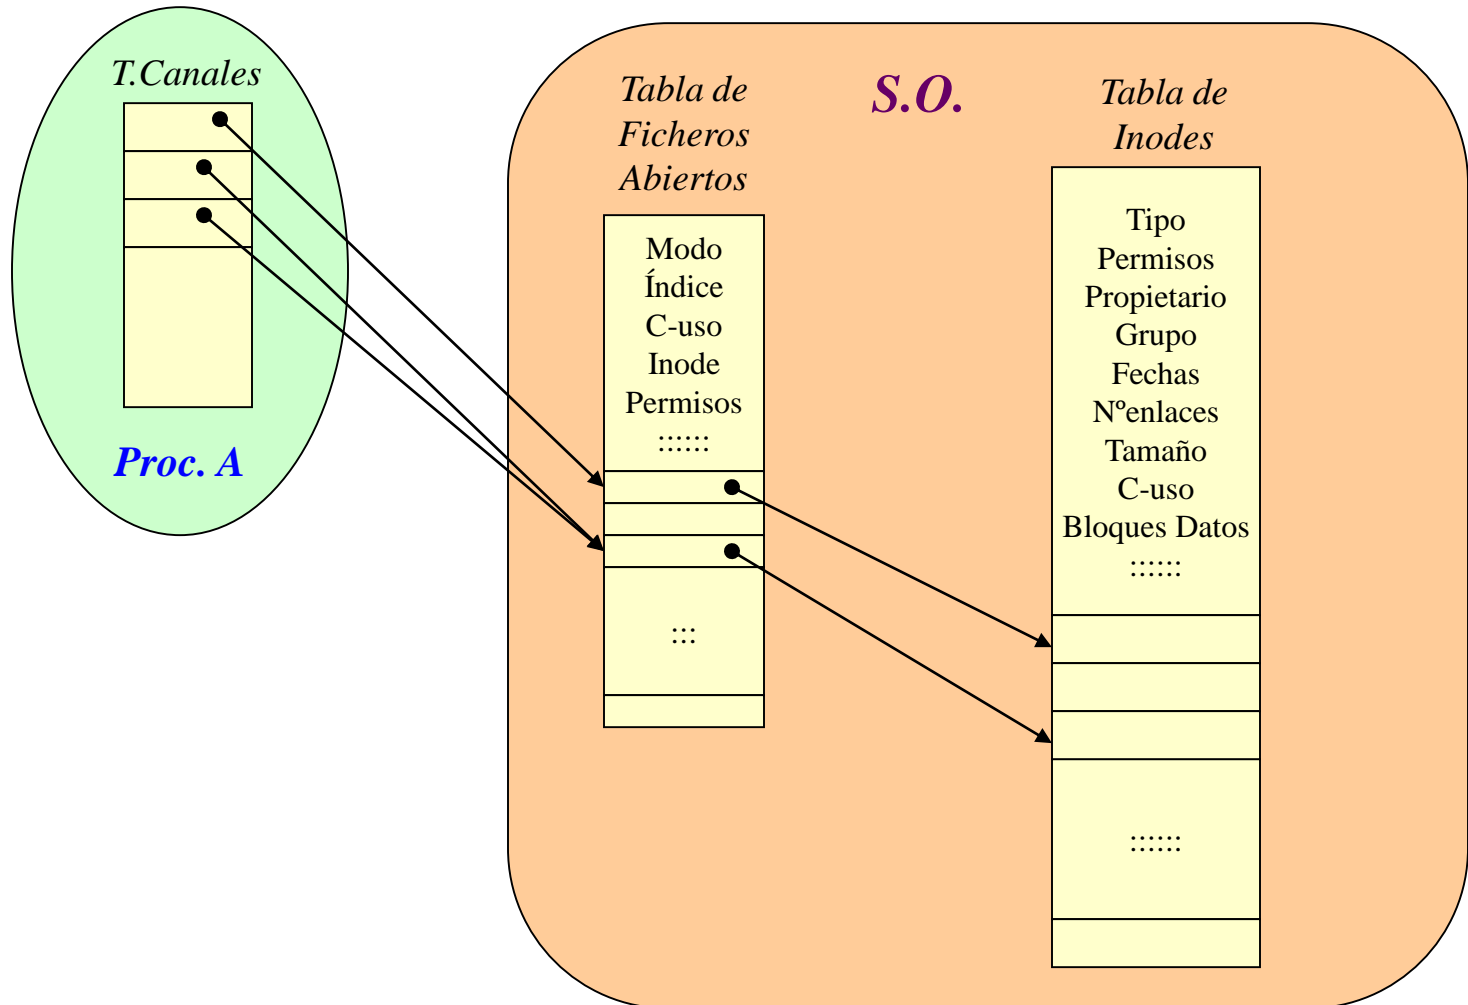 T.Canales
Proc. A
S.O.
Tabla de
Ficheros
Abiertos
Modo
Índice
C-uso
Inode
Permisos
::::::
:::
Tabla de
Inodes
Tipo
Permisos
Propietario
Grupo
Fechas
Nºenlaces
Tamaño
C-uso
Bloques Datos
::::::
::::::